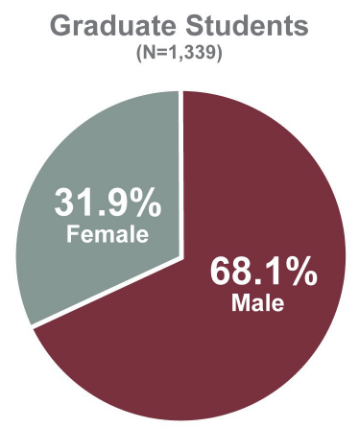 Graduate Students
(N=1,339)
31.9%
Female
68.1%
Male